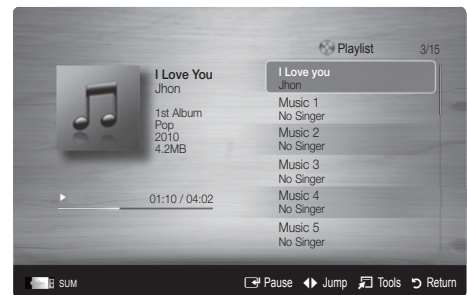 Playlist 3/15
I Love You
Jhon
1st Album
Pop
2010
4.2MB
01:10 / 04:02
I Love you
Jhon
Music 1
No Singer
Music 2
No Singer
Music 3
No Singer
Music 4
No Singer
Music 5
No Singer
SUM Pause Jump Tools Return